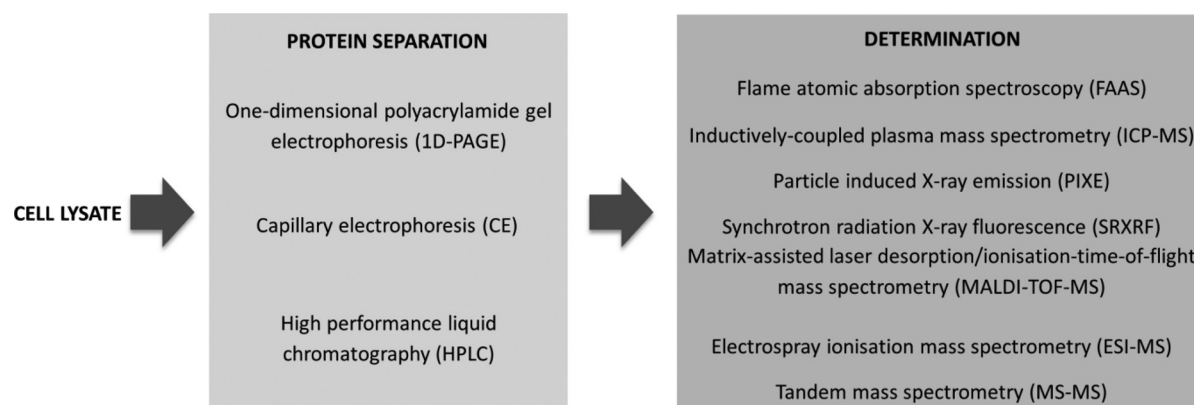 CELL LYSATE
PROTEIN SEPARATION
One-dimensional polyacrylamide gel
electrophoresis (1D-PAGE)
Capillary electrophoresis (CE)
High performance liquid
chromatography (HPLC)
DETERMINATION
Flame atomic absorption spectroscopy (FAAS)
Inductively-coupled plasma mass spectrometry (ICP-MS)
Particle induced X-ray emission (PIXE)
Synchrotron radiation X-ray fluorescence (SRXRF)
Matrix-assisted laser desorption/ionisation-time-of-flight
mass spectrometry (MALDI-TOF-MS)
Electrospray ionisation mass spectrometry (ESI-MS)
Tandem mass spectrometry (MS-MS)